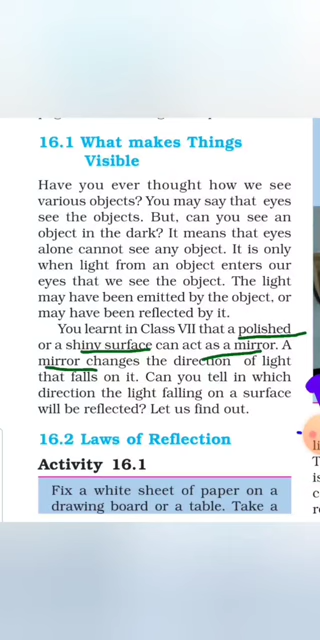 16.1 What makes Things
Visible
Have you ever thought how we see
various objects? You may say that eyes
see the objects. But, can you see an
object in the dark? It means that eyes
alone cannot see any object. It is only
when light from an object enters our
eyes that we see the object. The light
may have been emitted by the object, or
may have been reflected by it.
You learnt in Class VII that a polished
or a shiny surface can act as a mirror. A
mirror changes the direction of light
that falls on it. Can you tell in which
direction the light falling on a surface
will be reflected? Let us find out.
16.2 Laws of Reflection
Activity 16.1
Fix a white sheet of paper on a
drawing board or a table. Take a